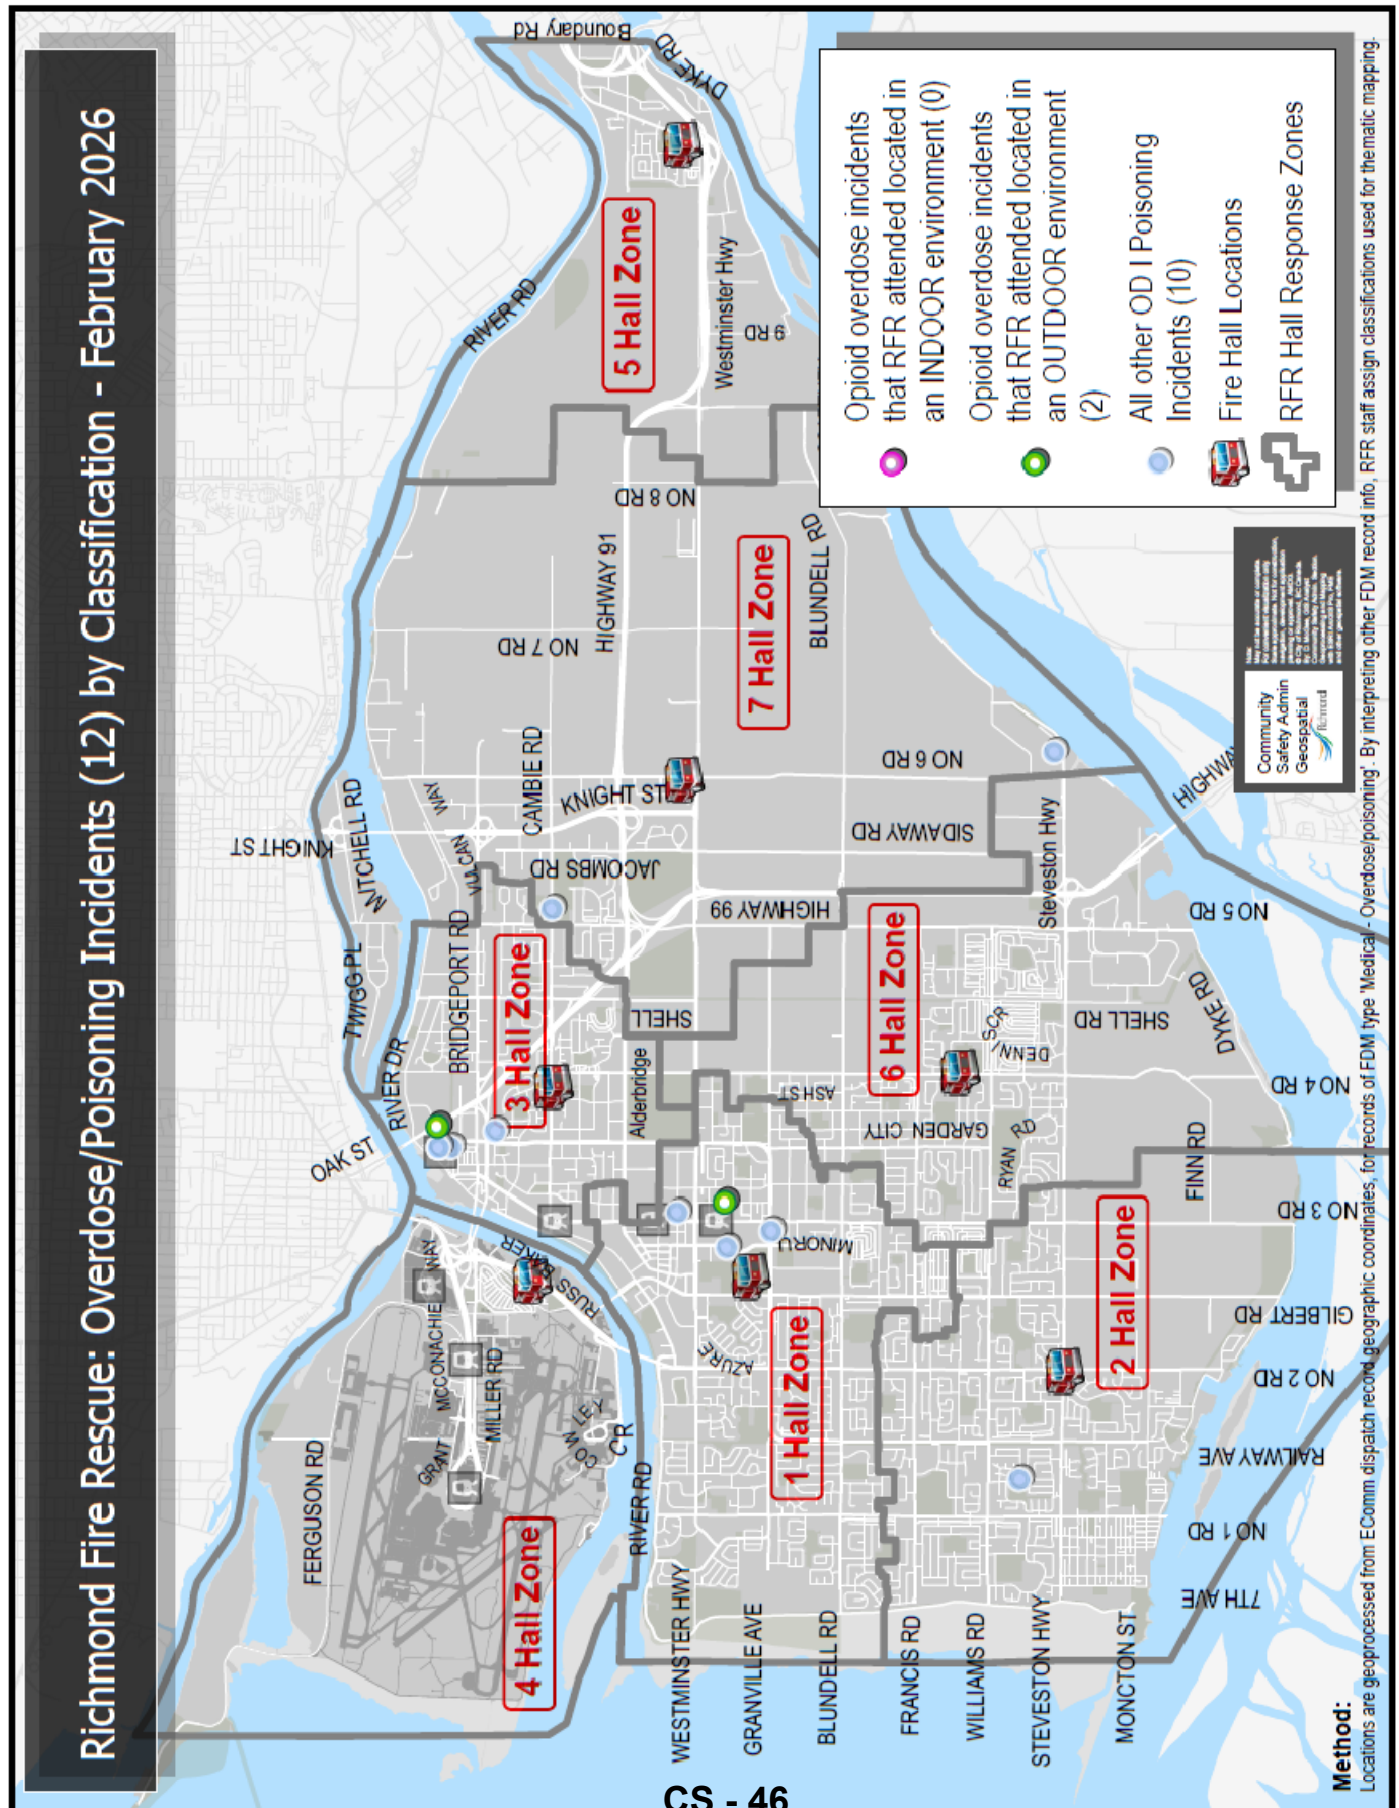 Richmond Fire Rescue: Overdose/Poisoning Incidents (12) by Classification - February 2026
Boundary Rd
DYKE RD
RIVER RD
5 Hall Zone
Westminster Hwy
9 RD
NO 8 RD
HIGHWAY 91
NO 7 RD
7 Hall Zone
BLUNDELL RD
CAMBIE RD
KNIGHT ST
KNIGHT ST
MITCHELL RD
VULCAN
WAY
JACOBMS RD
NO 6 RD
SIDAWAY RD
HIGHWAY 99
Steveston Hwy
HIGHWA
NO 5 RD
TWIGG PL
BRIDGEPORT RD
3 Hall Zone
RIVER DR
OAK ST
SHELL
Alderbridge
6 Hall Zone
ASH ST
GARDEN CITY
DENNIS CR
SHELL RD
DYKE RD
RYAN RD
NO 4 RD
FINN RD
NO 3 RD
RUSS BAKER
WAY
MCCONACHIE
MILLER RD
GRANT
COWLEY
CR
FERGUSON RD
4 Hall Zone
RIVER RD
MINORU
AZURE
1 Hall Zone
2 Hall Zone
GILBERT RD
NO 2 RD
RAILWAY AVE
NO 1 RD
7TH AVE
WESTMINSTER HWY
GRANVILLE AVE
BLUNDELL RD
FRANCIS RD
WILLIAMS RD
STEVESTON HWY
MONCTON ST
Opioid overdose incidents
that RFR attended located in
an INDOOR environment (0)
Opioid overdose incidents
that RFR attended located in
an OUTDOOR environment
(2)
All other OD I Poisoning
Incidents (10)
Fire Hall Locations
RFR Hall Response Zones
Community
Safety Admin
Geospatial
Richmond
Method:
Locations are geoprocessed from EComm dispatch record geographic coordinates, for records of FDM type 'Medical - Overdose/poisoning'. By interpreting other FDM record info, RFR staff assign classifications used for thematic mapping.
CS - 46